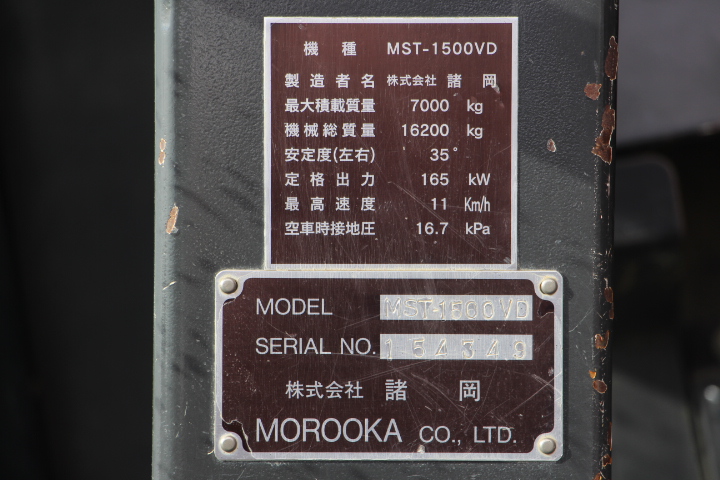 機種 MST-1500VD
製造者名 株式会社 諸岡
最大積載質量 7000 kg
機械総質量 16200 kg
安定度(左右) 35°
定格出力 165 kW
最高速度 11 Km/h
空車時接地圧 16.7 kPa
MODEL MST-1500VD
SERIAL NO. 154349
株式会社 諸岡
MOROOKA CO., LTD.